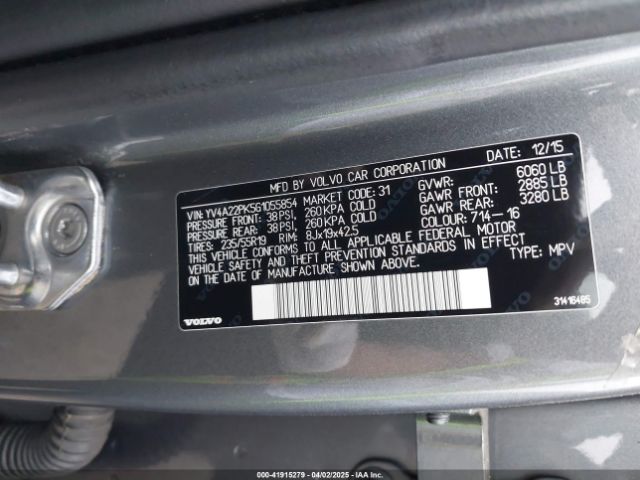 MFD BY VOLVO CAR CORPORATION DATE: 12/15
VIN: YV4A22PK5G1055854 MARKET CODE: 31 GVWR: 6060 LB
PRESSURE FRONT: 38 PSI, 260 KPA COLD GAWR FRONT: 2885 LB
PRESSURE REAR: 38 PSI, 260 KPA COLD GAWR REAR: 3280 LB
TIRES: 235/55R19 RIM: 8Jx19x42.5 COLOUR: 714-16
THIS VEHICLE CONFORMS TO ALL APPLICABLE FEDERAL MOTOR
VEHICLE SAFETY AND THEFT PREVENTION STANDARDS IN EFFECT
ON THE DATE OF MANUFACTURE SHOWN ABOVE. TYPE: MPV
VOLVO 31416485
000-41915279 - 04/02/2025 - IAAI.COM